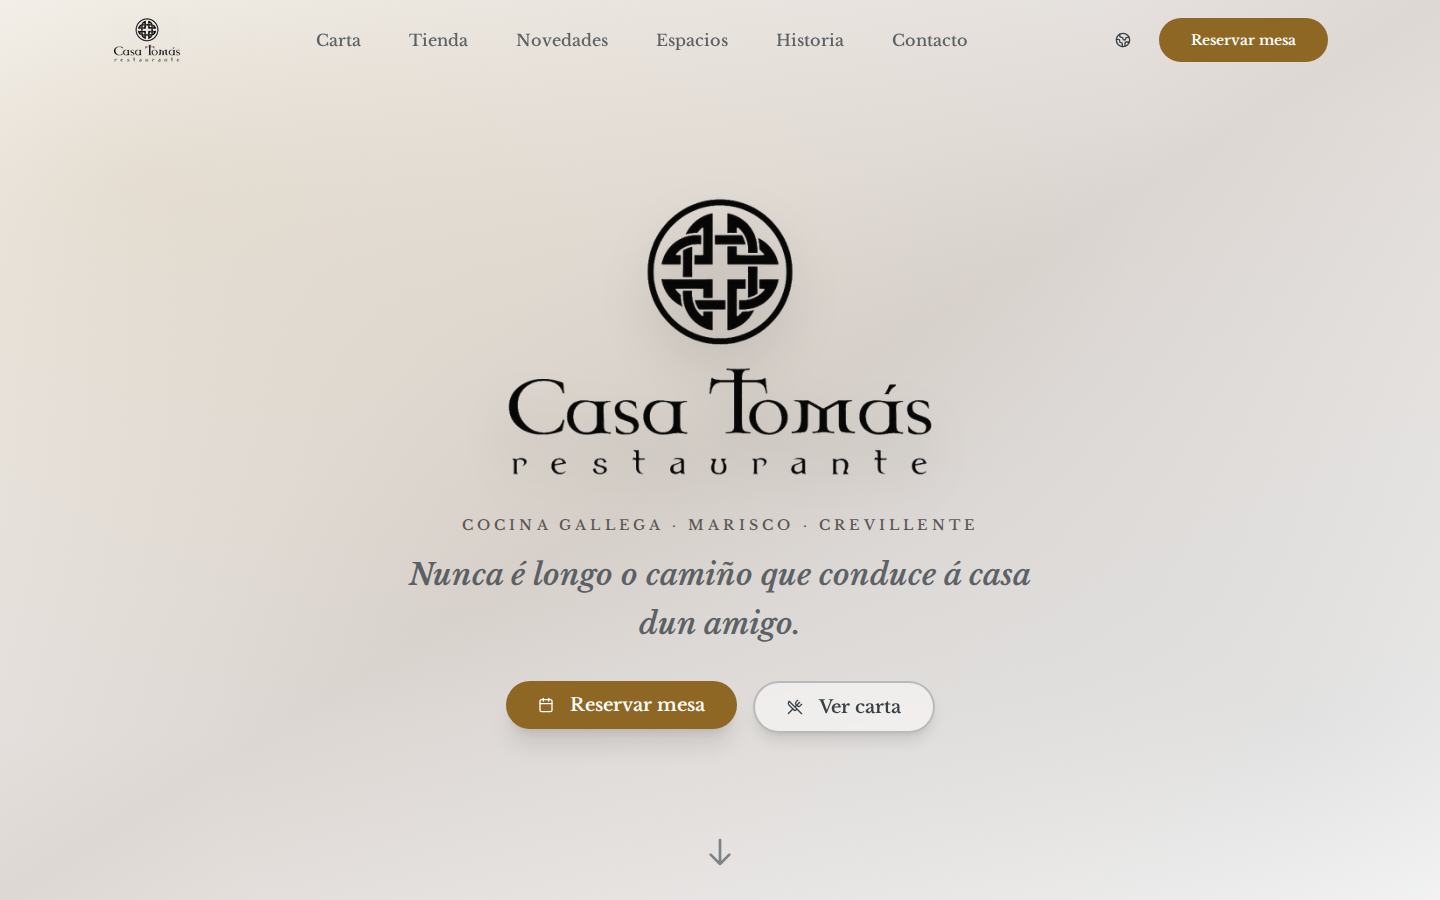 Casa Tomás
restaurante
Carta
Tienda
Novedades
Espacios
Historia
Contacto
Reservar mesa
Casa Tomás
restaurante
COCINA GALLEGA · MARISCO · CREVILLENTE
Nunca é longo o camiño que conduce á casa
dun amigo.
Reservar mesa
Ver carta